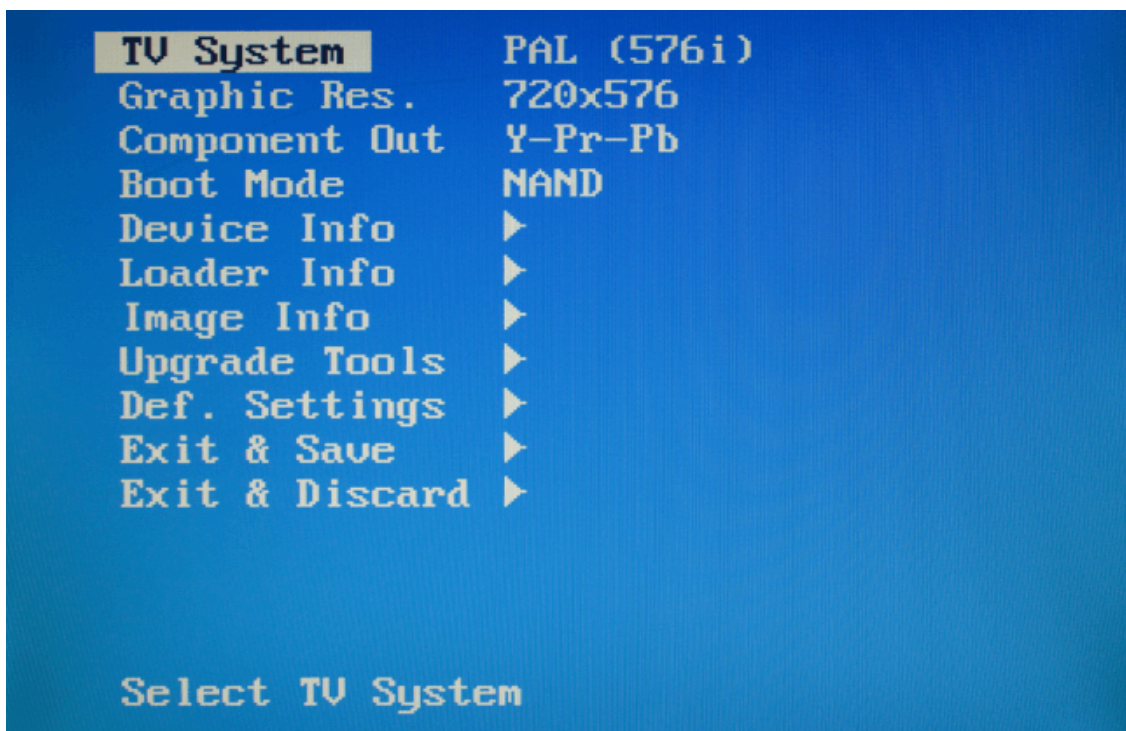 TV System PAL (576i)
Graphic Res. 720x576
Component Out Y-Pr-Pb
Boot Mode NAND
Device Info ▶
Loader Info ▶
Image Info ▶
Upgrade Tools ▶
Def. Settings ▶
Exit & Save ▶
Exit & Discard ▶
Select TV System